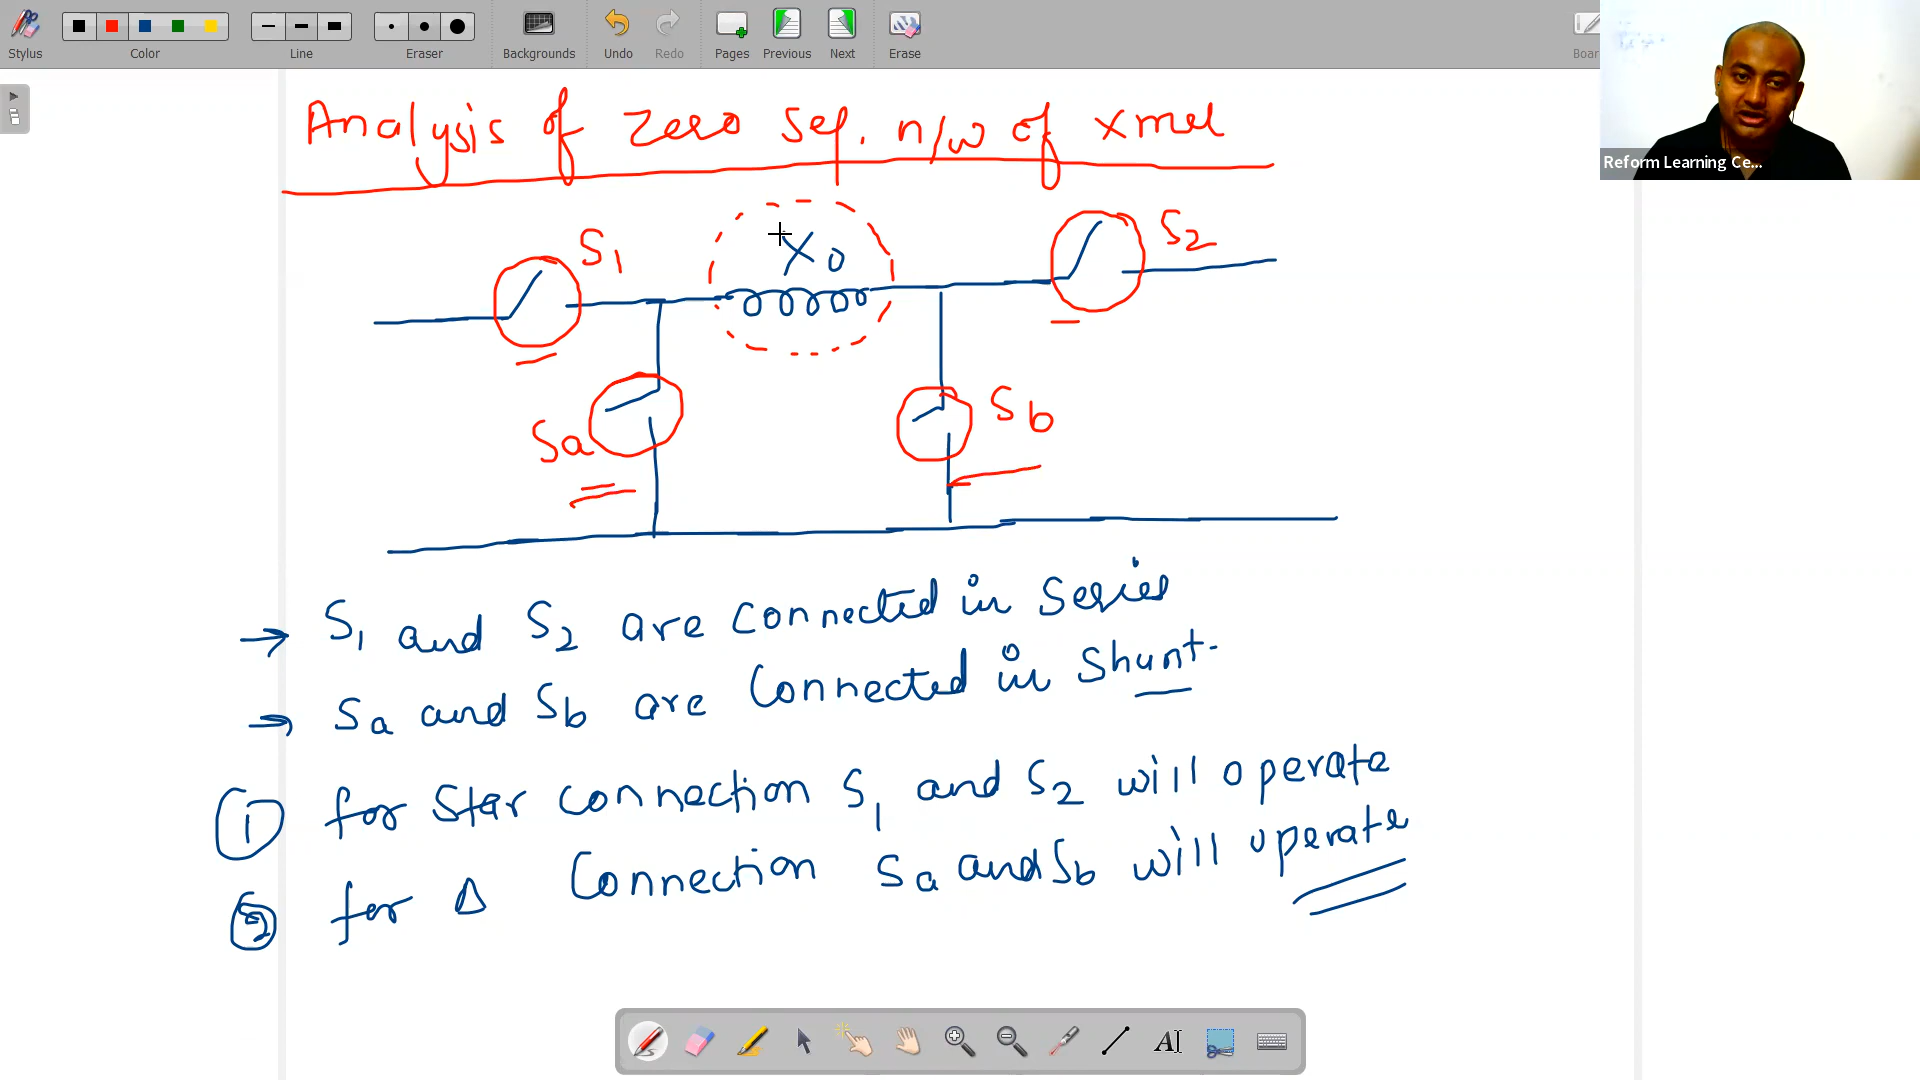 Stylus
Color
Line
Eraser
Backgrounds
Undo
Redo
Pages
Previous
Next
Erase
Boar
Reform Learning Ce...
Analysis of zero seq. n/w of xmer
S1
X0
S2
Sa
Sb
→ S1 and S2 are connected in series
→ Sa and Sb are connected in shunt.
① for star connection S1 and S2 will operate
② for Δ connection Sa and Sb will operate